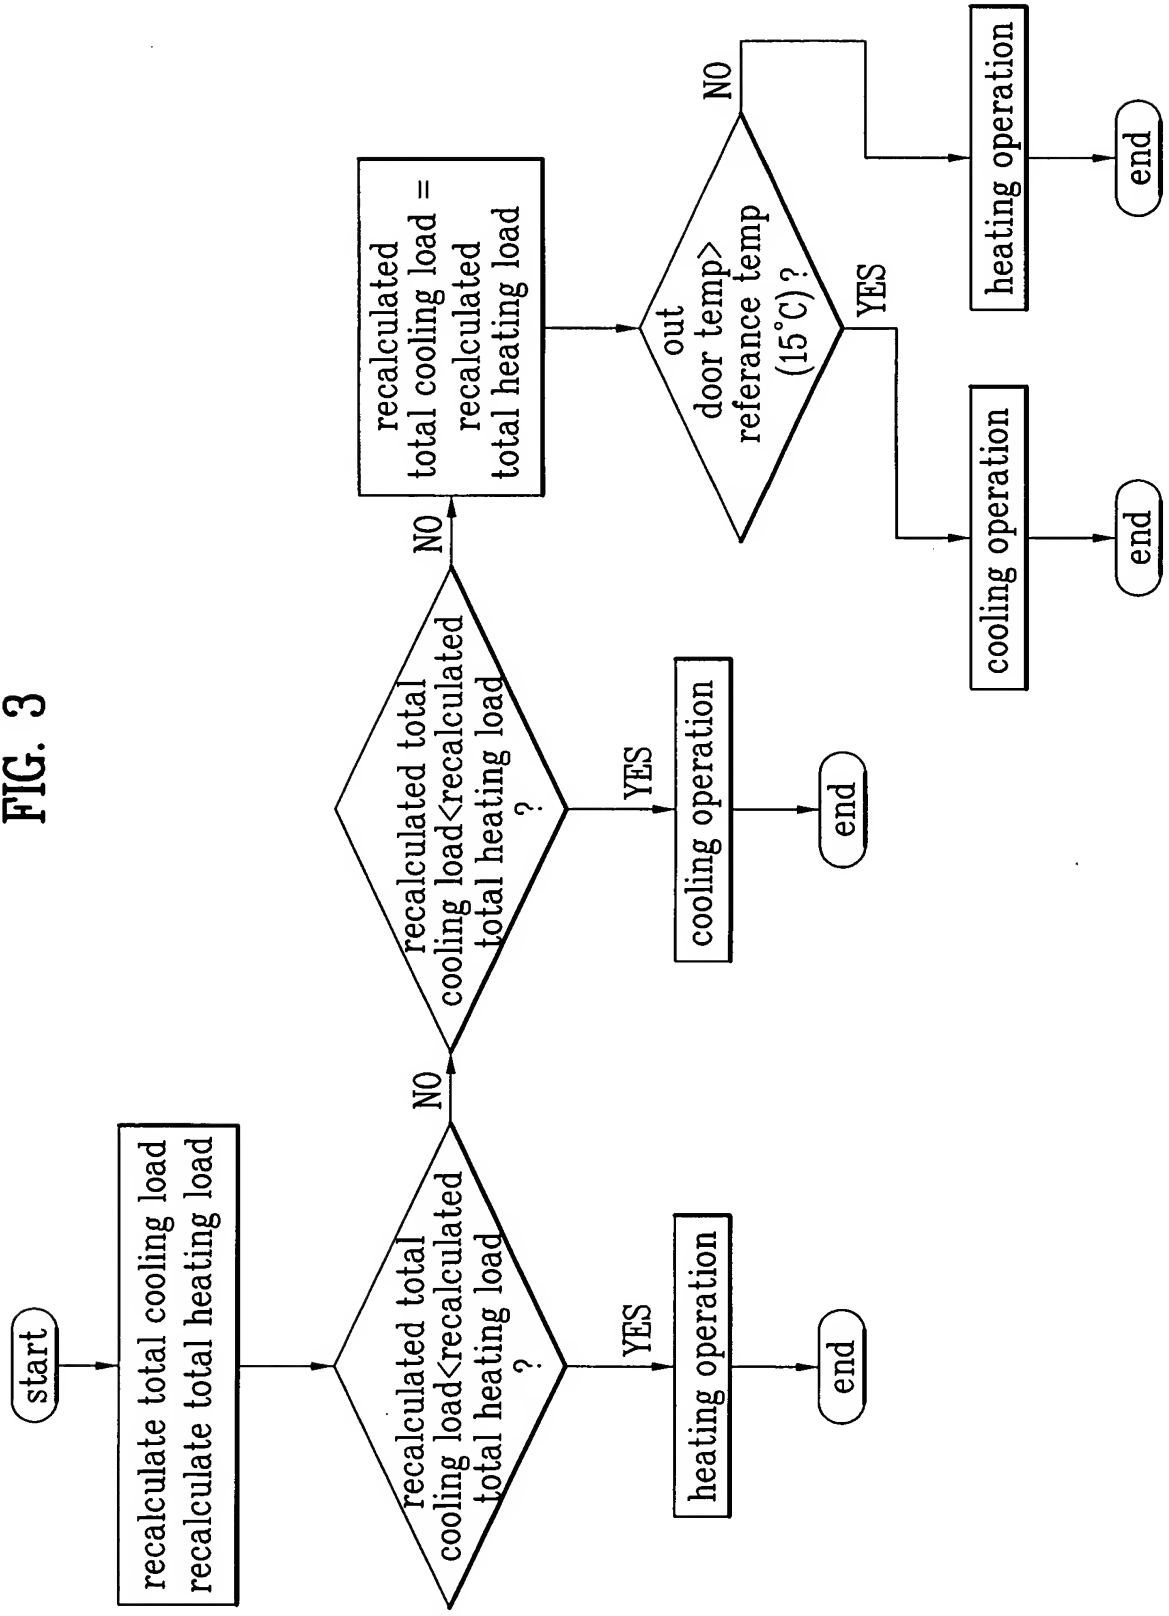 FIG. 3
start
recalculate total cooling load
recalculate total heating load
recalculated total
cooling load<recalculated
total heating load
?
YES
heating operation
end
NO
recalculated total
cooling load<recalculated
total heating load
?
YES
cooling operation
end
NO
recalculated
total cooling load =
recalculated
total heating load
out
door temp>
referance temp
(15°C)?
YES
cooling operation
end
NO
heating operation
end